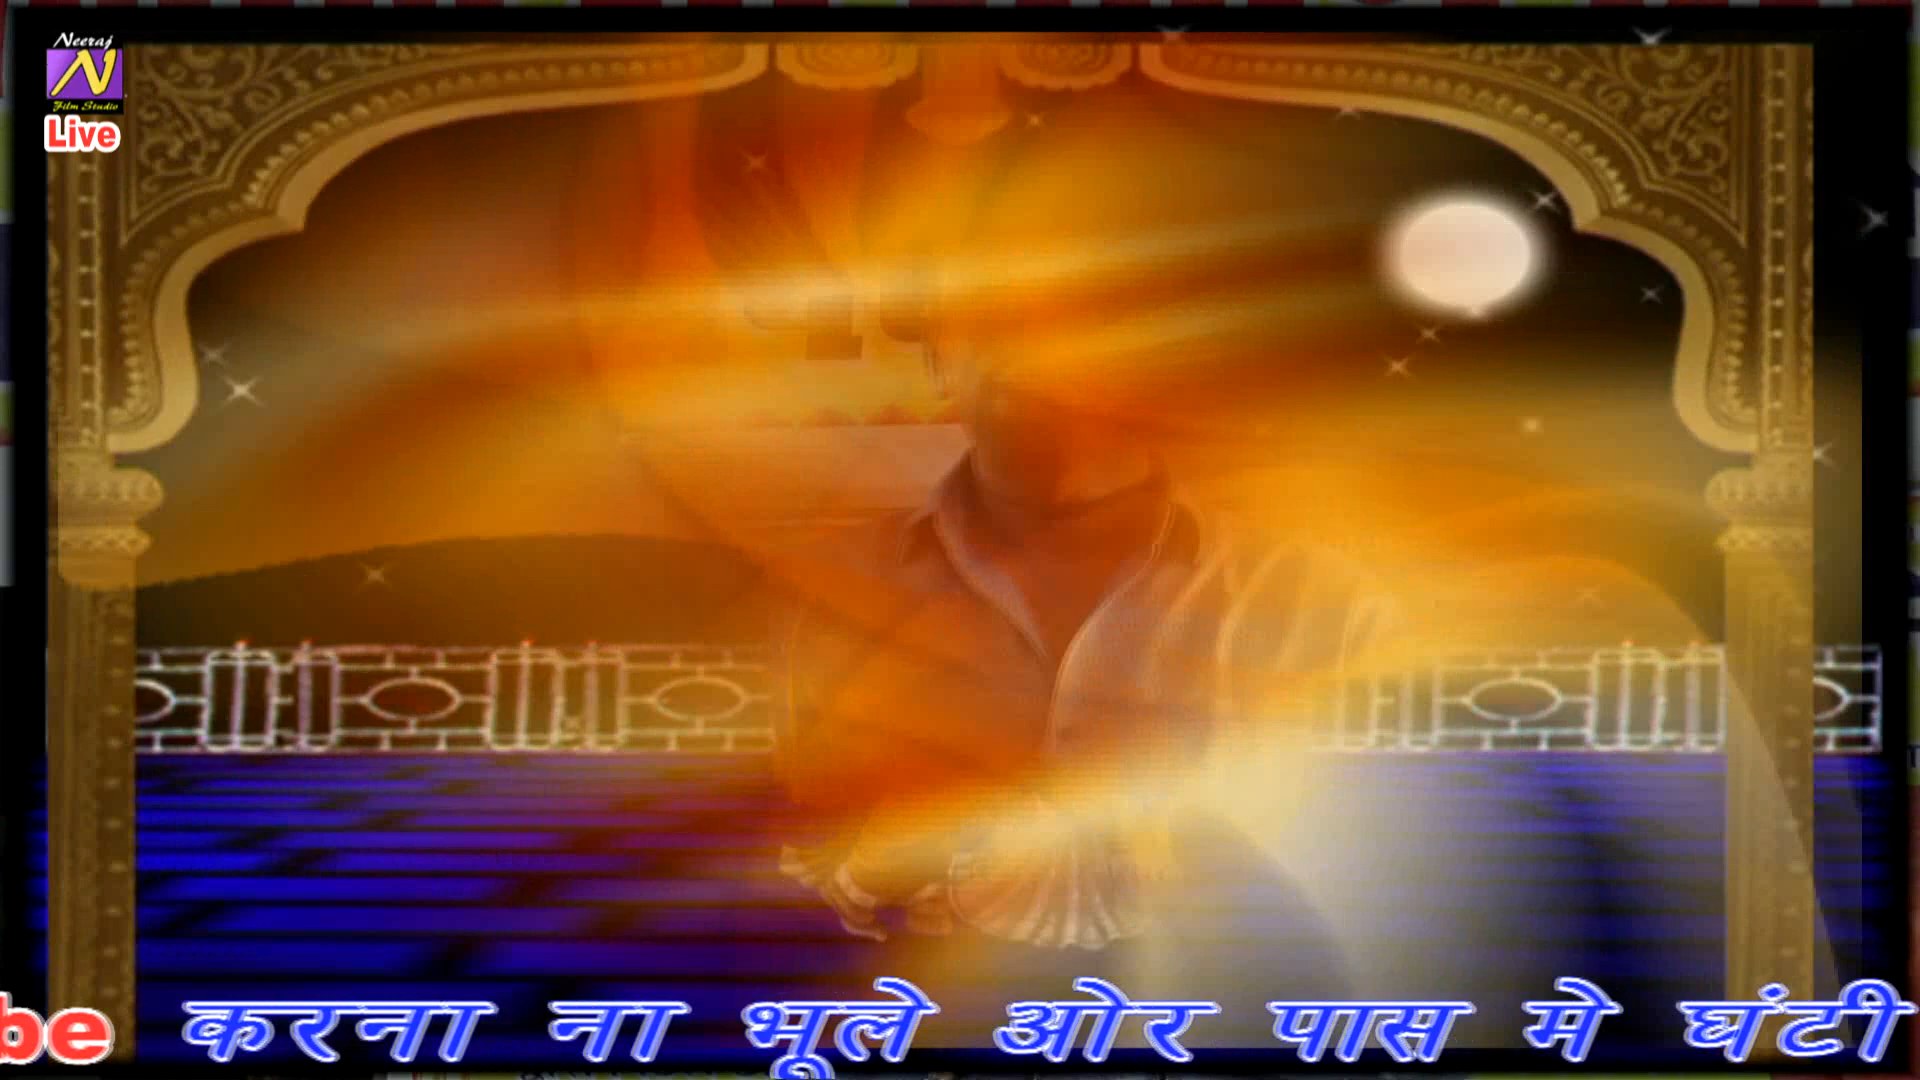 Neeraj
N
Film Studio
Live
be करना ना भूले ओर पास मे घंटी